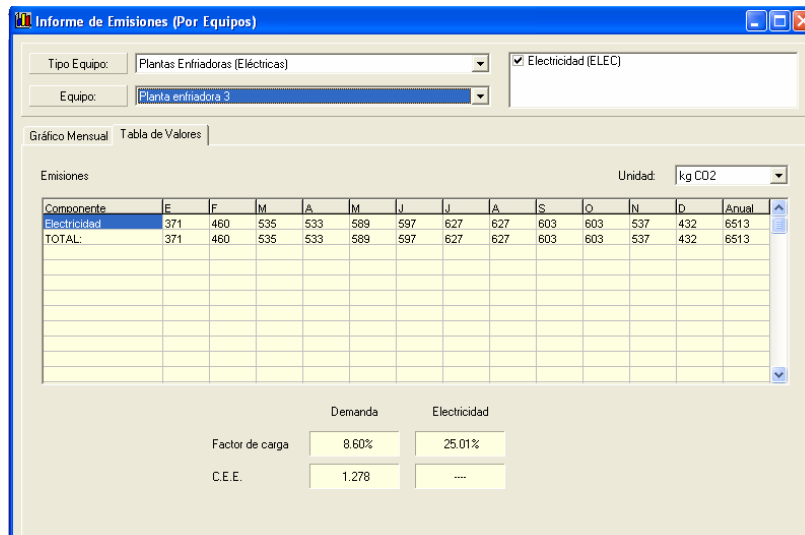 Informe de Emisiones (Por Equipos)
Tipo Equipo: Plantas Enfriadoras (Eléctricas) Electricidad (ELEC)
Equipo: Planta enfriadora 3
Gráfico Mensual Tabla de Valores
Emisiones Unidad: kg CO2
Componente E F M A M J J A S O N D Anual
Electricidad 371 460 535 533 589 597 627 627 603 603 537 432 6513
TOTAL: 371 460 535 533 589 597 627 627 603 603 537 432 6513
Demanda Electricidad
Factor de carga 8.60% 25.01%
C.E.E. 1.278 ----